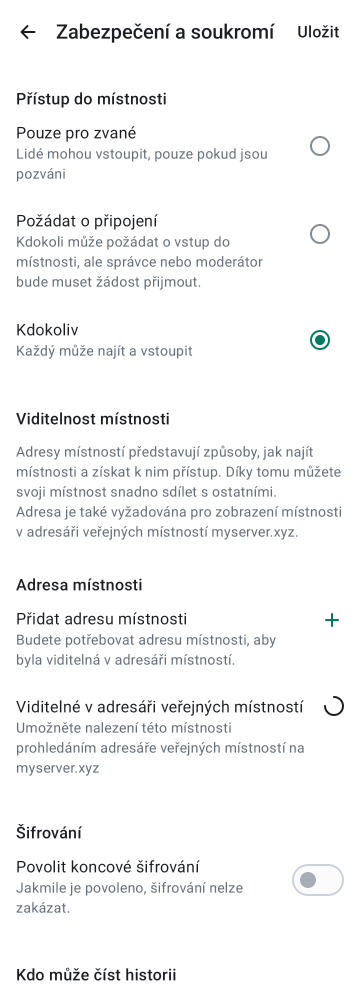 Zabezpečení a soukromí
Uložit
Přístup do místnosti
Pouze pro zvané
Lidé mohou vstoupit, pouze pokud jsou
pozváni
Požádat o připojení
Kdokoli může požádat o vstup do
místnosti, ale správce nebo moderátor
bude muset žádost přijmout.
Kdokoliv
Každý může najít a vstoupit
Viditelnost místnosti
Adresy místností představují způsoby, jak najít
místnosti a získat k nim přístup. Díky tomu můžete
svoji místnost snadno sdílet s ostatními.
Adresa je také vyžadována pro zobrazení místnosti
v adresáři veřejných místností myserver.xyz.
Adresa místnosti
Přidat adresu místnosti
Budete potřebovat adresu místnosti, aby
byla viditelná v adresáři místností.
Viditelné v adresáři veřejných místností
Umožněte nalezení této místnosti
prohledáním adresáře veřejných místností na
myserver.xyz
Šifrování
Povolit koncové šifrování
Jakmile je povoleno, šifrování nelze
zakázat.
Kdo může číst historii